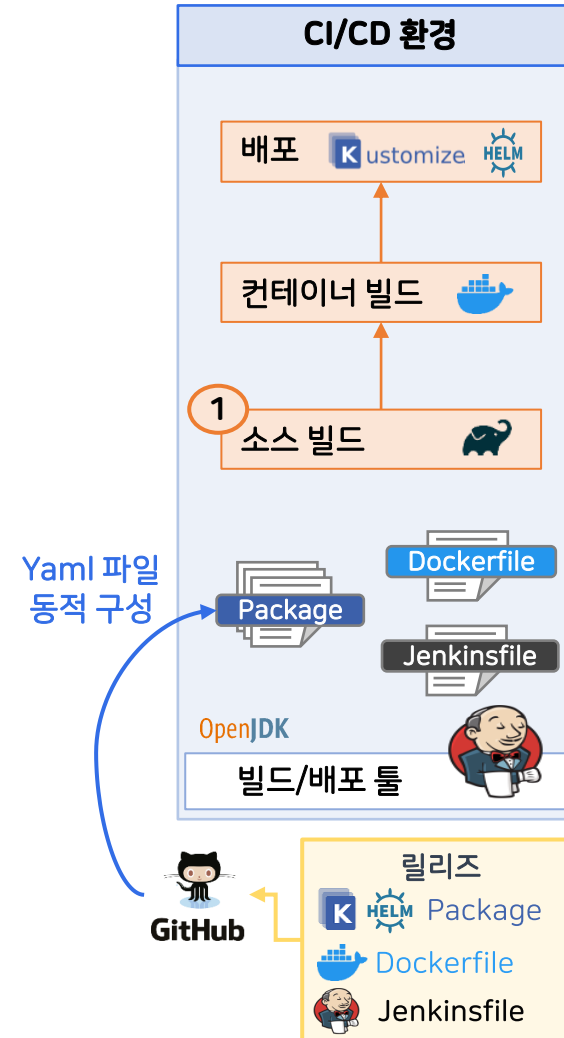 CI/CD 환경
배포 Kustomize HELM
컨테이너 빌드
1
소스 빌드
Yaml 파일
동적 구성
Dockerfile
Package
Jenkinsfile
OpenJDK
빌드/배포 툴
GitHub
릴리즈
K HELM Package
Dockerfile
Jenkinsfile